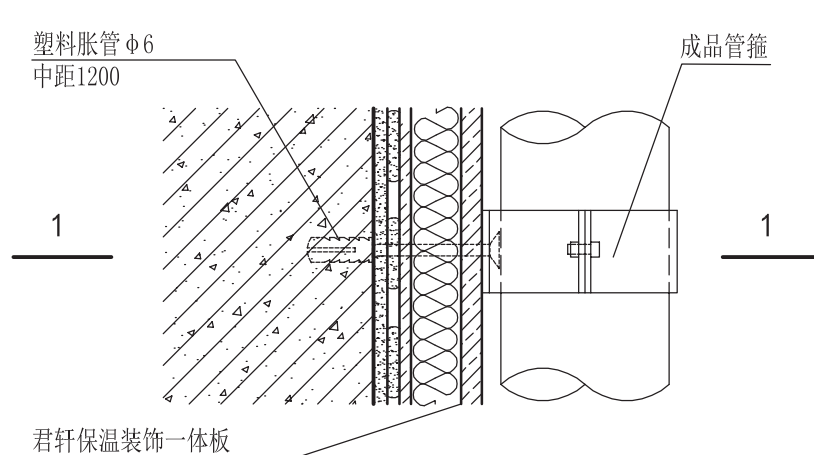 塑料胀管φ6
中距1200
成品管箍
1
1
君轩保温装饰一体板